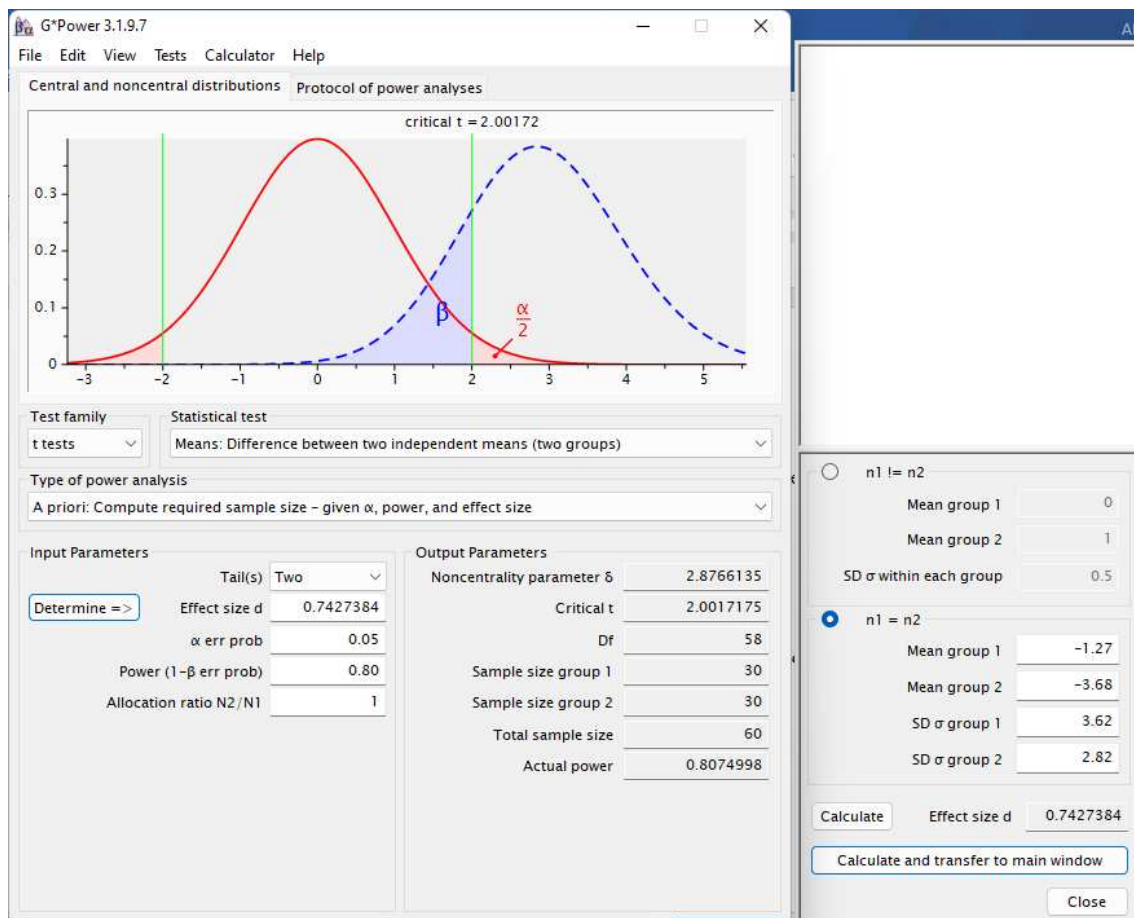 G*Power 3.1.9.7
File Edit View Tests Calculator Help
Central and noncentral distributions Protocol of power analyses
critical t = 2.00172
0.3
0.2
0.1
0
β
α
2
-3 -2 -1 0 1 2 3 4 5
Test family Statistical test
t tests Means: Difference between two independent means (two groups)
Type of power analysis
A priori: Compute required sample size – given α, power, and effect size
Input Parameters
Tail(s) Two
Determine => Effect size d 0.7427384
α err prob 0.05
Power (1-β err prob) 0.80
Allocation ratio N2/N1 1
Output Parameters
Noncentrality parameter δ 2.8766135
Critical t 2.0017175
Df 58
Sample size group 1 30
Sample size group 2 30
Total sample size 60
Actual power 0.8074998
n1 != n2
Mean group 1 0
Mean group 2 1
SD σ within each group 0.5
n1 = n2
Mean group 1 -1.27
Mean group 2 -3.68
SD σ group 1 3.62
SD σ group 2 2.82
Calculate Effect size d 0.7427384
Calculate and transfer to main window
Close